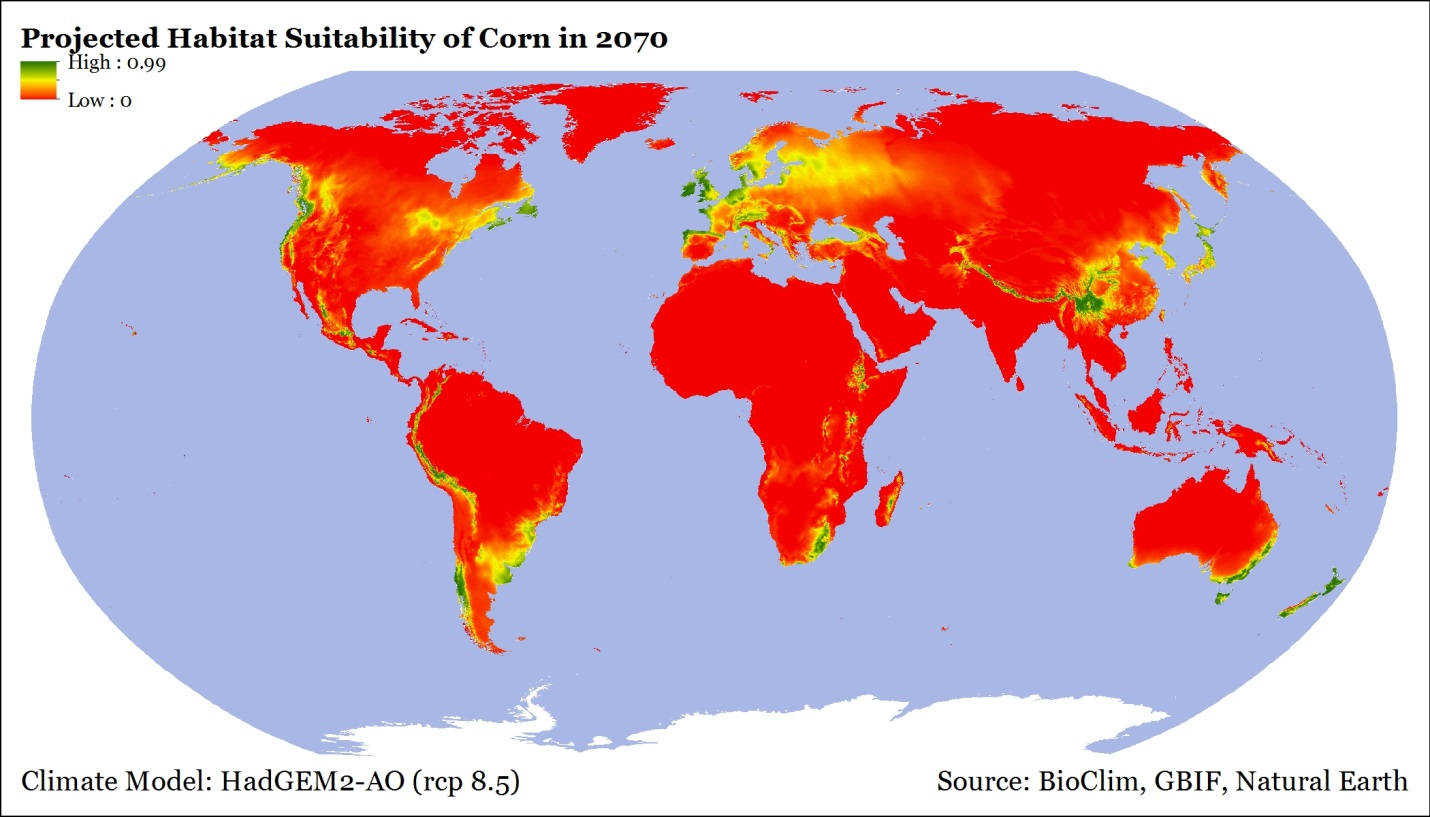 Projected Habitat Suitability of Corn in 2070
High : 0.99
Low : 0
Climate Model: HadGEM2-AO (rcp 8.5)
Source: BioClim, GBIF, Natural Earth